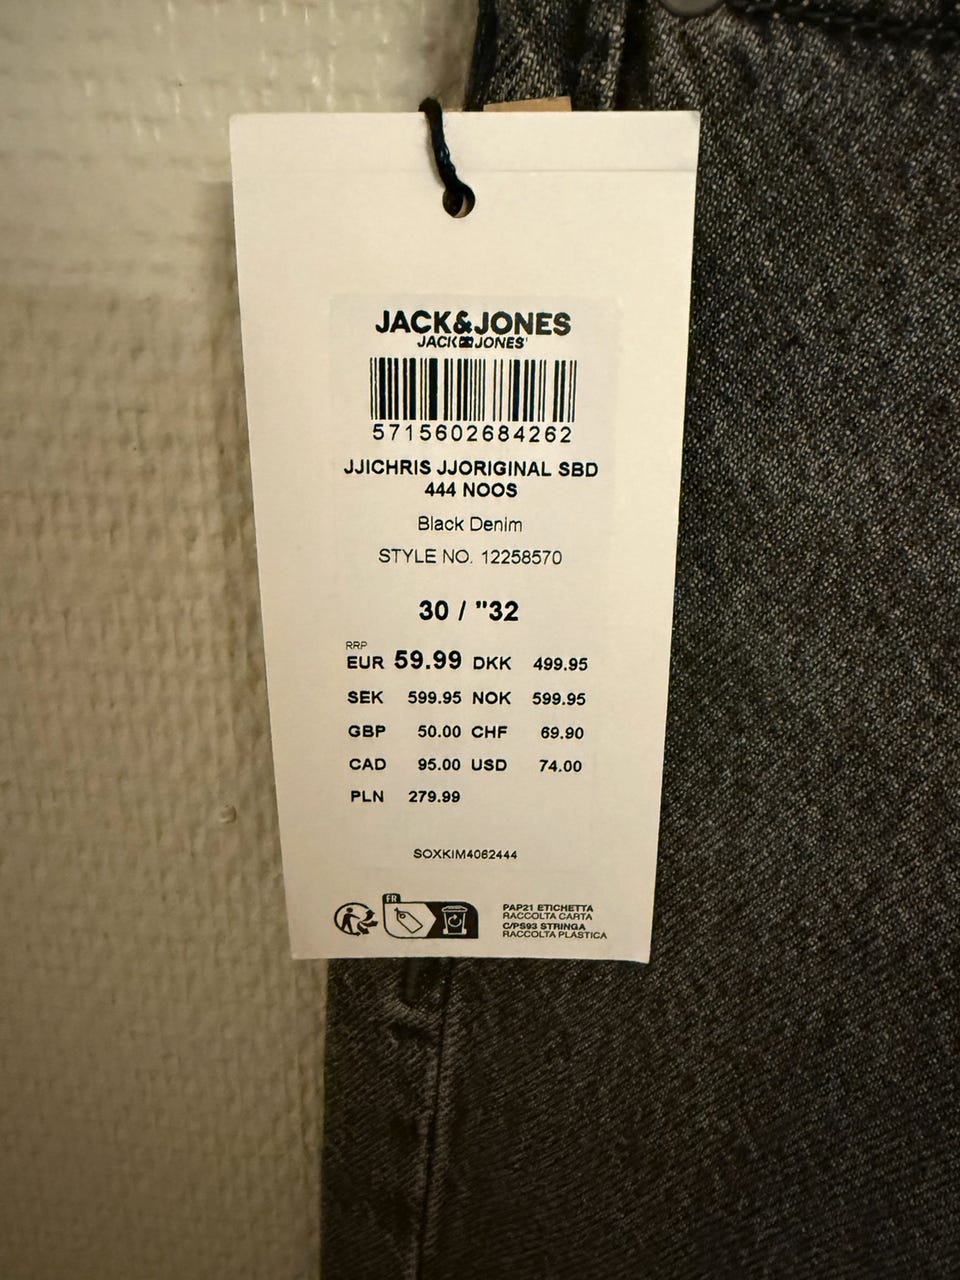 JACK&JONES
JACK&JONES
5715602684262
JJICHRIS JJORIGINAL SBD
444 NOOS
Black Denim
STYLE NO. 12258570
30 / "32
RRP
EUR 59.99 DKK 499.95
SEK 599.95 NOK 599.95
GBP 50.00 CHF 69.90
CAD 95.00 USD 74.00
PLN 279.99
SOXKIM4062444
FR
PAP21 ETICHETTA
RACCOLTA CARTA
C/PS93 STRINGA
RACCOLTA PLASTICA